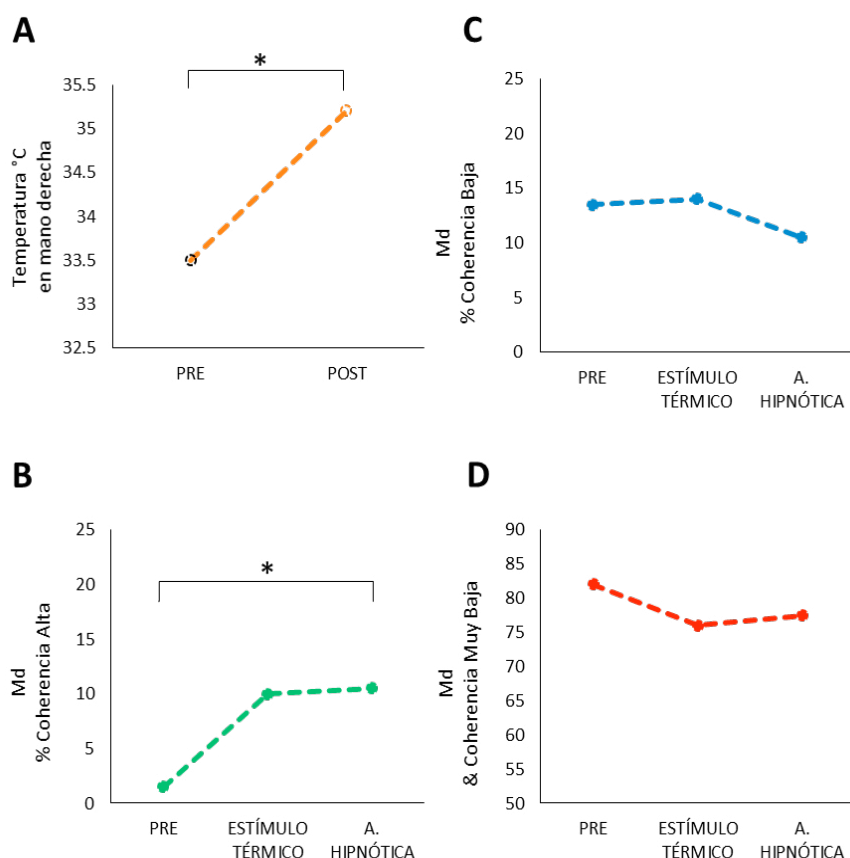 A
*
Temperatura °C
en mano derecha
35.5
35
34.5
34
33.5
33
32.5
PRE
POST
C
Md
% Coherencia Baja
25
20
15
10
5
0
PRE
ESTÍMULO
TÉRMICO
A.
HIPNÓTICA
B
*
Md
% Coherencia Alta
25
20
15
10
5
0
PRE
ESTÍMULO
TÉRMICO
A.
HIPNÓTICA
D
Md
& Coherencia Muy Baja
90
85
80
75
70
65
60
55
50
PRE
ESTÍMULO
TÉRMICO
A.
HIPNÓTICA